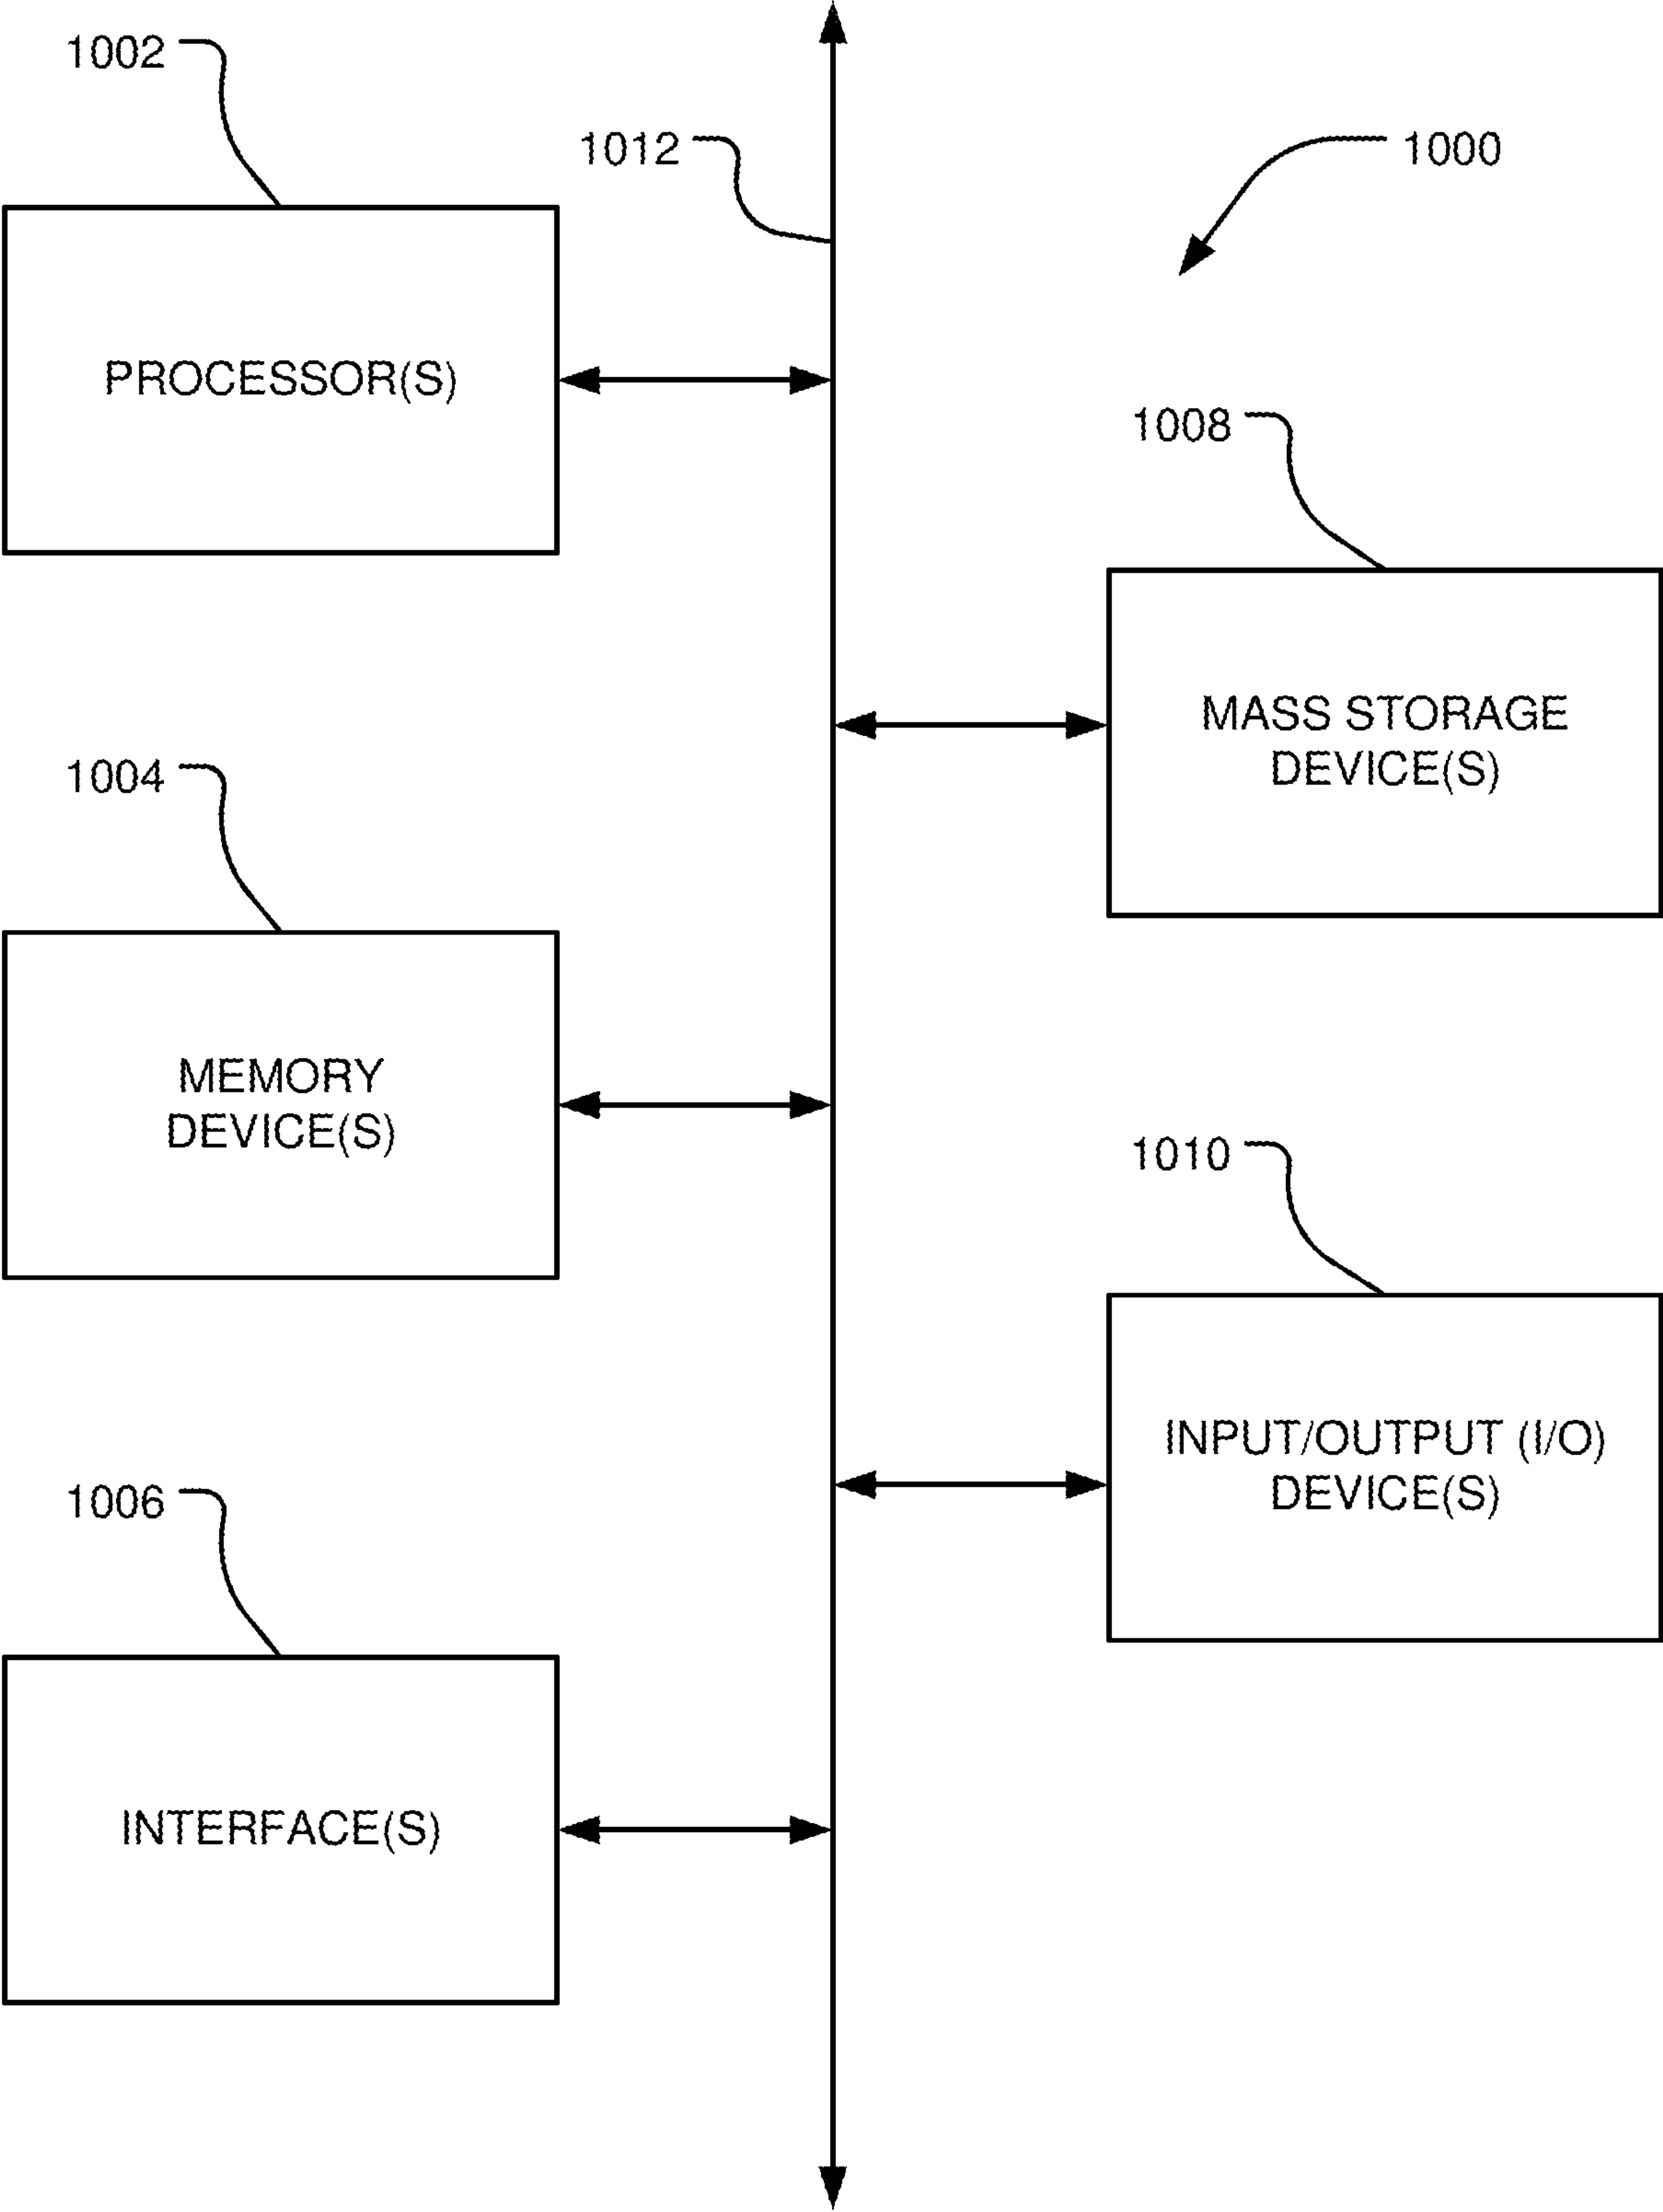 1002
1012
1000
PROCESSOR(S)
1008
MASS STORAGE
DEVICE(S)
1004
MEMORY
DEVICE(S)
1010
INPUT/OUTPUT (I/O)
DEVICE(S)
1006
INTERFACE(S)